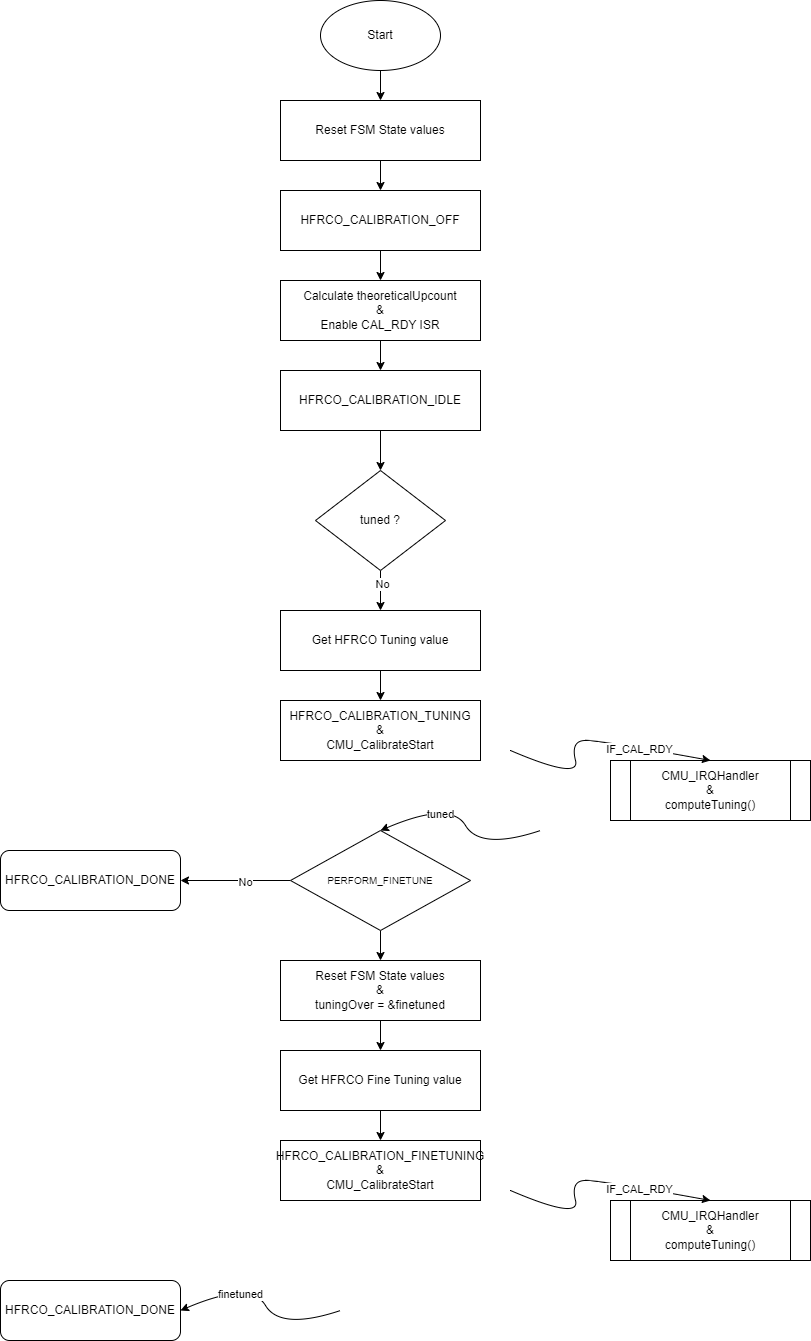 Start
Reset FSM State values
HFRCO_CALIBRATION_OFF
Calculate theoreticalUpcount
&
Enable CAL_RDY ISR
HFRCO_CALIBRATION_IDLE
tuned ?
No
Get HFRCO Tuning value
HFRCO_CALIBRATION_TUNING
&
CMU_CalibrateStart
IF_CAL_RDY
CMU_IRQHandler
&
computeTuning()
tuned
PERFORM_FINETUNE
No
HFRCO_CALIBRATION_DONE
Reset FSM State values
&
tuningOver = &finetuned
Get HFRCO Fine Tuning value
HFRCO_CALIBRATION_FINETUNING
&
CMU_CalibrateStart
IF_CAL_RDY
CMU_IRQHandler
&
computeTuning()
finetuned
HFRCO_CALIBRATION_DONE